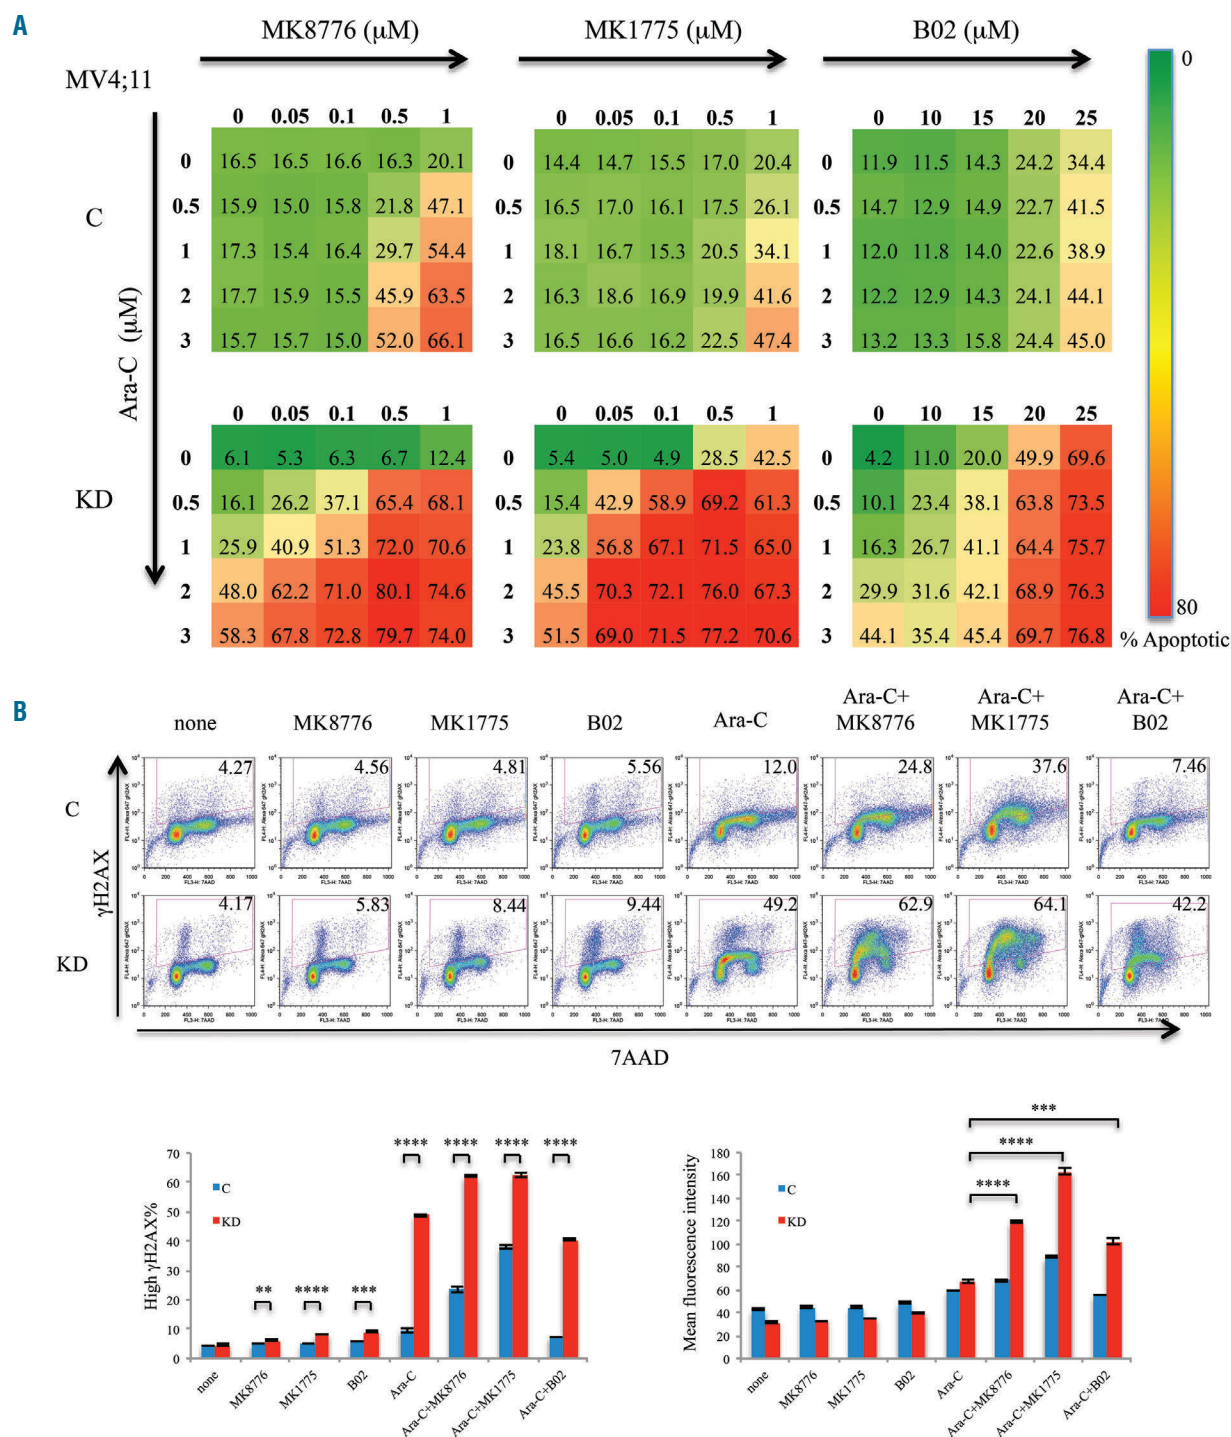 A
MK8776 (μM) MK1775 (μM) B02 (μM)
MV4;11
0
80
% Apoptotic
Ara-C (μM)
C
0 0.05 0.1 0.5 1 0 0.05 0.1 0.5 1 0 10 15 20 25
0 16.5 16.5 16.6 16.3 20.1 0 14.4 14.7 15.5 17.0 20.4 0 11.9 11.5 14.3 24.2 34.4
0.5 15.9 15.0 15.8 21.8 47.1 0.5 16.5 17.0 16.1 17.5 26.1 0.5 14.7 12.9 14.9 22.7 41.5
1 17.3 15.4 16.4 29.7 54.4 1 18.1 16.7 15.3 20.5 34.1 1 12.0 11.8 14.0 22.6 38.9
2 17.7 15.9 15.5 45.9 63.5 2 16.3 18.6 16.9 19.9 41.6 2 12.2 12.9 14.3 24.1 44.1
3 15.7 15.7 15.0 52.0 66.1 3 16.5 16.6 16.2 22.5 47.4 3 13.2 13.3 15.8 24.4 45.0
KD
0 0.05 0.1 0.5 1 0 0.05 0.1 0.5 1 0 10 15 20 25
0 6.1 5.3 6.3 6.7 12.4 0 5.4 5.0 4.9 28.5 42.5 0 4.2 11.0 20.0 49.9 69.6
0.5 16.1 26.2 37.1 65.4 68.1 0.5 15.4 42.9 58.9 69.2 61.3 0.5 10.1 23.4 38.1 63.8 73.5
1 25.9 40.9 51.3 72.0 70.6 1 23.8 56.8 67.1 71.5 65.0 1 16.3 26.7 41.1 64.4 75.7
2 48.0 62.2 71.0 80.1 74.6 2 45.5 70.3 72.1 76.0 67.3 2 29.9 31.6 42.1 68.9 76.3
3 58.3 67.8 72.8 79.7 74.0 3 51.5 69.0 71.5 77.2 70.6 3 44.1 35.4 45.4 69.7 76.8
B
none MK8776 MK1775 B02 Ara-C Ara-C+ MK8776 Ara-C+ MK1775 Ara-C+ B02
C 4.27 4.56 4.81 5.56 12.0 24.8 37.6 7.46
KD 4.17 5.83 8.44 9.44 49.2 62.9 64.1 42.2
γH2AX
7AAD
High γH2AX%
70
60
50
40
30
20
10
0
C
KD
** **** *** **** **** **** ****
none MK8776 MK1775 B02 Ara-C Ara-C+MK8776 Ara-C+MK1775 Ara-C+B02
Mean fluorescence intensity
180
160
140
120
100
80
60
40
20
0
C
KD
***
****
****
none MK8776 MK1775 B02 Ara-C Ara-C+MK8776 Ara-C+MK1775 Ara-C+B02